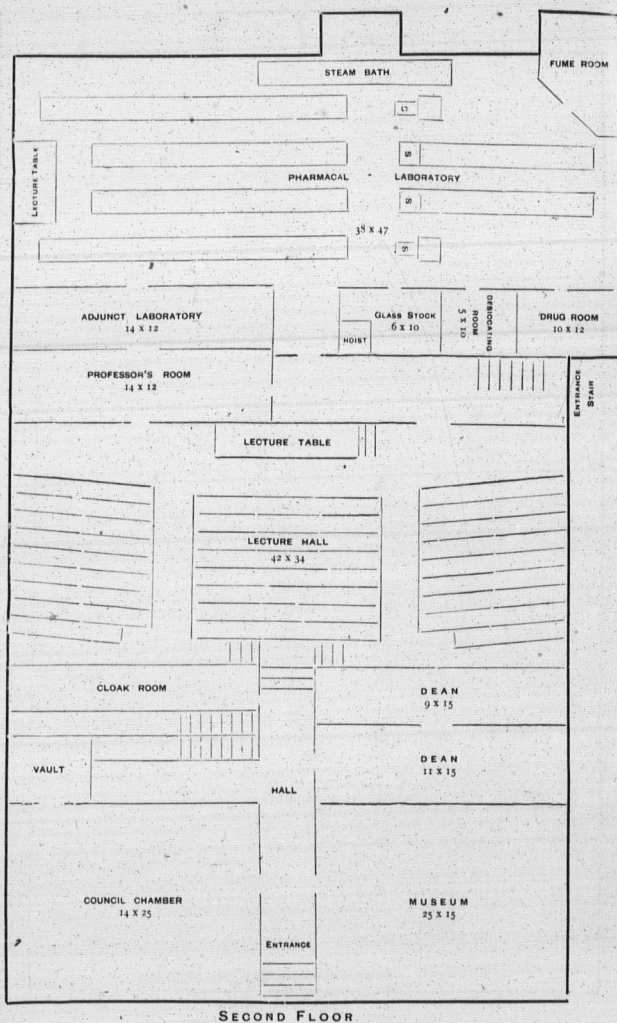 STEAM BATH
FUME ROOM
S
LECTURE TABLE
S
PHARMACAL LABORATORY
S
38 X 47
S
ADJUNCT LABORATORY
14 X 12
GLASS STOCK
6 X 10
HOIST
DESICCATING
ROOM
5 X 10
DRUG ROOM
10 X 12
PROFESSOR'S ROOM
14 X 12
ENTRANCE
STAIR
LECTURE TABLE
LECTURE HALL
42 X 34
CLOAK ROOM
DEAN
9 X 15
VAULT
DEAN
11 X 15
HALL
COUNCIL CHAMBER
14 X 25
MUSEUM
25 X 15
ENTRANCE
SECOND FLOOR